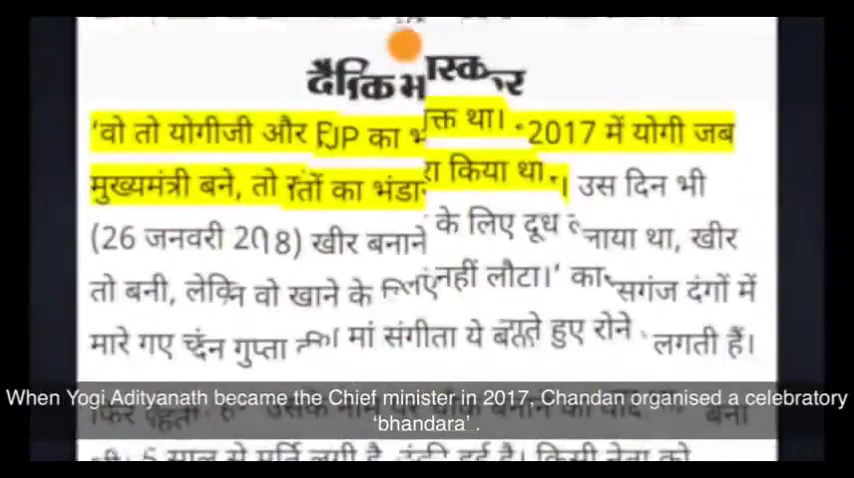 दैनिक भास्कर
'वो तो योगीजी और BJP का भक्त था। 2017 में योगी जब
मुख्यमंत्री बने, तो संतों का भंडारा किया था। उस दिन भी
(26 जनवरी 2018) खीर बनाने के लिए दूध लाया था, खीर
तो बनी, लेकिन वो खाने के लिए नहीं लौटा।' कासगंज दंगों में
मारे गए चंदन गुप्ता की मां संगीता ये बताते हुए रोने लगती हैं।
When Yogi Adityanath became the Chief minister in 2017, Chandan organised a celebratory
'bhandara' .